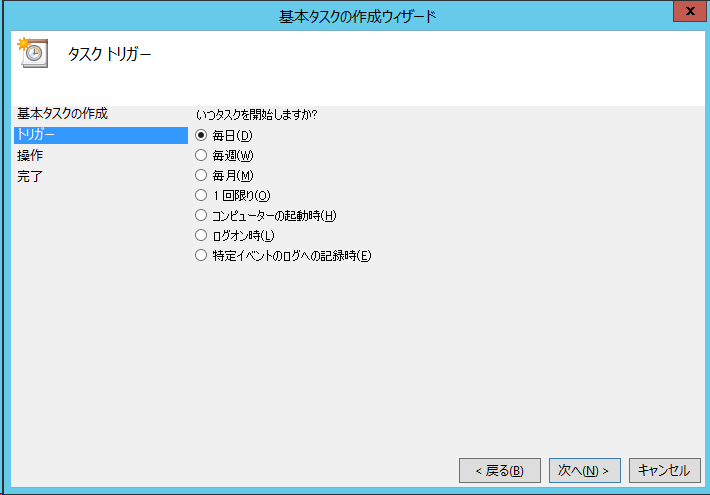 基本タスクの作成ウィザード
x
タスク トリガー
基本タスクの作成
トリガー
操作
完了
いつタスクを開始しますか?
毎日(D)
毎週(W)
毎月(M)
1 回限り(O)
コンピューターの起動時(H)
ログオン時(L)
特定イベントのログへの記録時(E)
< 戻る(B)
次へ(N) >
キャンセル